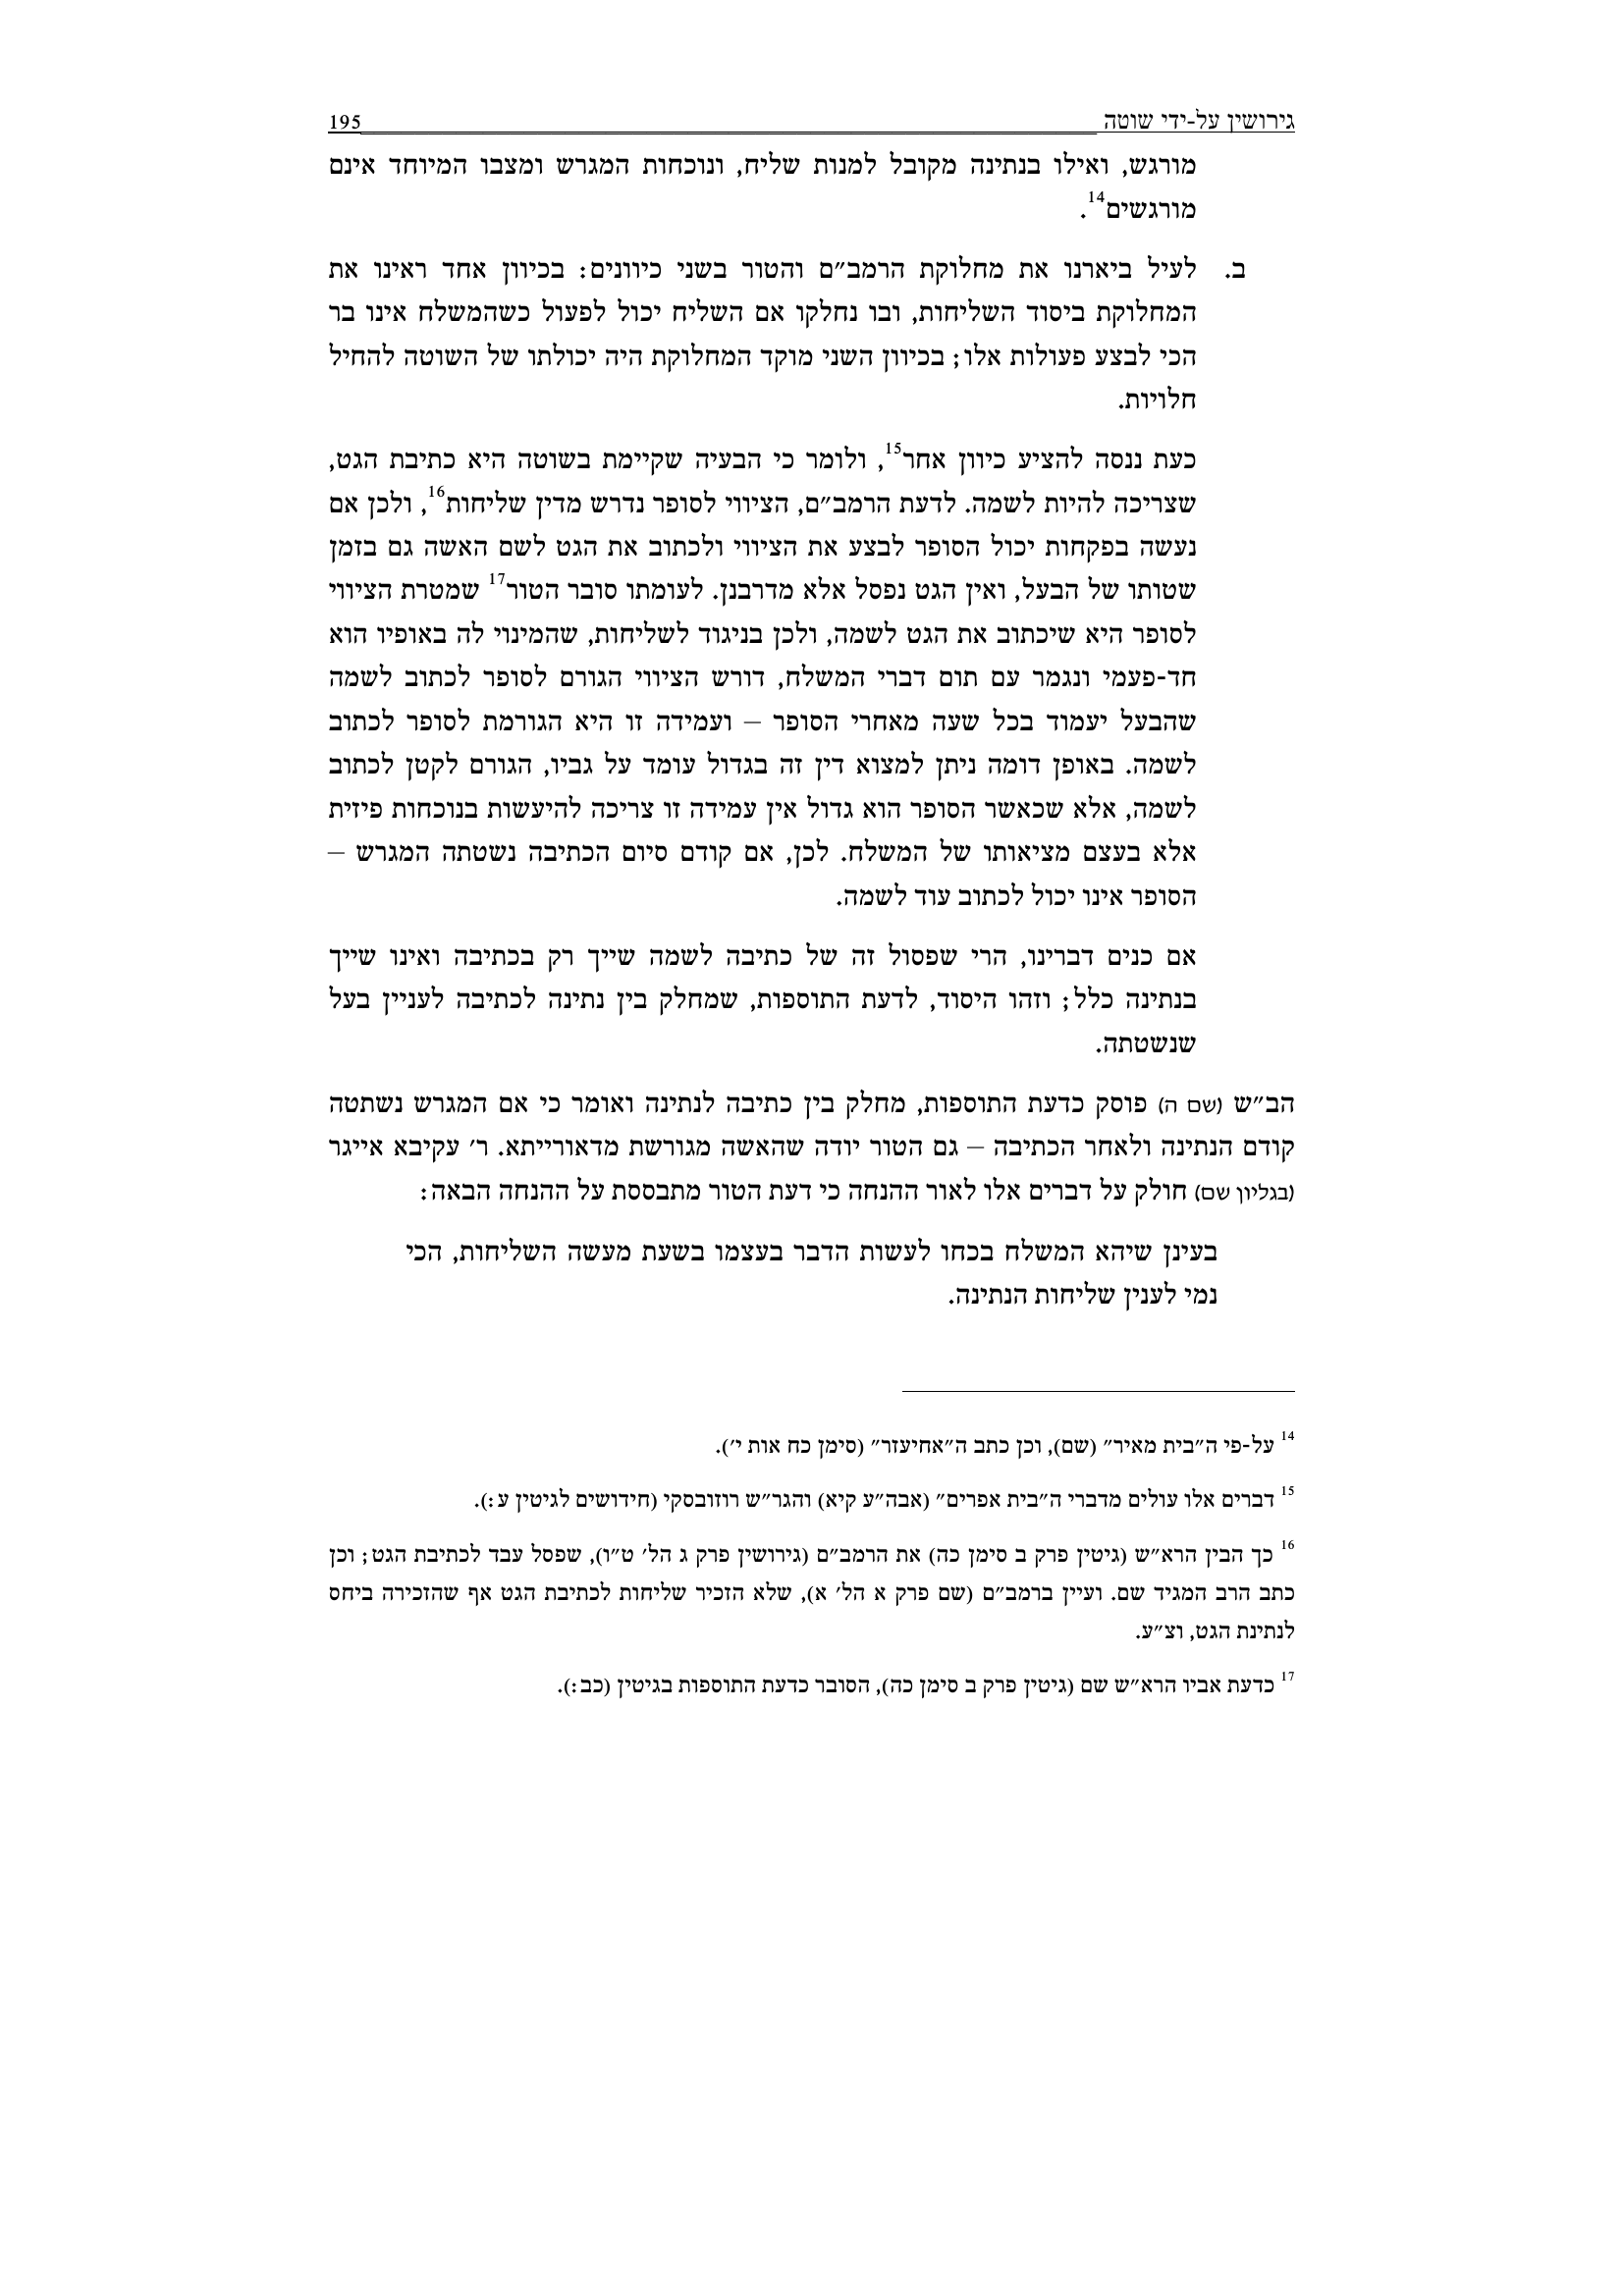 גירושין על-ידי שוטה 195
מורגש, ואילו בנתינה מקובל למנות שליח, ונוכחות המגרש ומצבו המיוחד אינם
מורגשים14.
ב. לעיל ביארנו את מחלוקת הרמב״ם והטור בשני כיוונים: בכיוון אחד ראינו את
המחלוקת ביסוד השליחות, ובו נחלקו אם השליח יכול לפעול כשהמשלח אינו בר
הכי לבצע פעולות אלו; בכיוון השני מוקד המחלוקת היה יכולתו של השוטה להחיל
חלויות.
כעת ננסה להציע כיוון אחר15, ולומר כי הבעיה שקיימת בשוטה היא כתיבת הגט,
שצריכה להיות לשמה. לדעת הרמב״ם, הציווי לסופר נדרש מדין שליחות16, ולכן אם
נעשה בפקחות יכול הסופר לבצע את הציווי ולכתוב את הגט לשם האשה גם בזמן
שטותו של הבעל, ואין הגט נפסל אלא מדרבנן. לעומתו סובר הטור17 שמטרת הציווי
לסופר היא שיכתוב את הגט לשמה, ולכן בניגוד לשליחות, שהמינוי לה באופיו הוא
חד-פעמי ונגמר עם תום דברי המשלח, דורש הציווי הגורם לסופר לכתוב לשמה
שהבעל יעמוד בכל שעה מאחרי הסופר – ועמידה זו היא הגורמת לסופר לכתוב
לשמה. באופן דומה ניתן למצוא דין זה בגדול עומד על גביו, הגורם לקטן לכתוב
לשמה, אלא שכאשר הסופר הוא גדול אין עמידה זו צריכה להיעשות בנוכחות פיזית
אלא בעצם מציאותו של המשלח. לכן, אם קודם סיום הכתיבה נשטתה המגרש –
הסופר אינו יכול לכתוב עוד לשמה.
אם כנים דברינו, הרי שפסול זה של כתיבה לשמה שייך רק בכתיבה ואינו שייך
בנתינה כלל; וזהו היסוד, לדעת התוספות, שמחלק בין נתינה לכתיבה לעניין בעל
שנשטתה.
הב״ש (שם ה) פוסק כדעת התוספות, מחלק בין כתיבה לנתינה ואומר כי אם המגרש נשתטה
קודם הנתינה ולאחר הכתיבה – גם הטור יודה שהאשה מגורשת מדאורייתא. ר׳ עקיבא אייגר
(בגליון שם) חולק על דברים אלו לאור ההנחה כי דעת הטור מתבססת על ההנחה הבאה:
בעינן שיהא המשלח בכחו לעשות הדבר בעצמו בשעת מעשה השליחות, הכי
נמי לענין שליחות הנתינה.
14 על-פי ה״בית מאיר״ (שם), וכן כתב ה״אחיעזר״ (סימן כח אות י׳).
15 דברים אלו עולים מדברי ה״בית אפרים״ (אבה״ע קיא) והגר״ש רוזובסקי (חידושים לגיטין ע:).
16 כך הבין הרא״ש (גיטין פרק ב סימן כה) את הרמב״ם (גירושין פרק ג הל׳ ט״ו), שפסל עבד לכתיבת הגט; וכן
כתב הרב המגיד שם. ועיין ברמב״ם (שם פרק א הל׳ א), שלא הזכיר שליחות לכתיבת הגט אף שהזכירה ביחס
לנתינת הגט, וצ״ע.
17 כדעת אביו הרא״ש שם (גיטין פרק ב סימן כה), הסובר כדעת התוספות בגיטין (כב:).